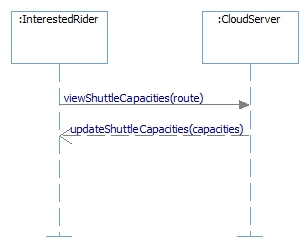 :InterestedRider
:CloudServer
viewShuttleCapacities(route)
updateShuttleCapacities(capacities)